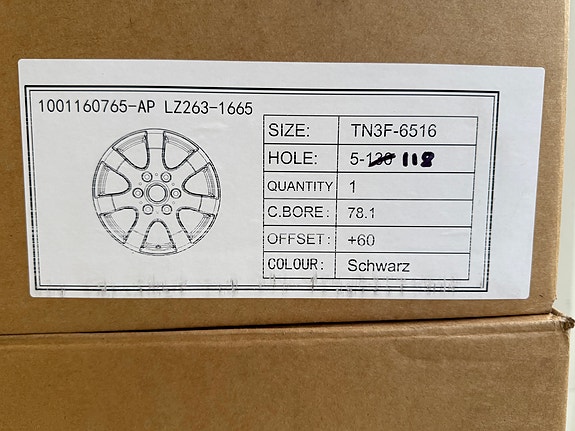 1001160765-AP LZ263-1665
SIZE: TN3F-6516
HOLE: 5-130 118
QUANTITY 1
C.BORE: 78.1
OFFSET: +60
COLOUR: Schwarz